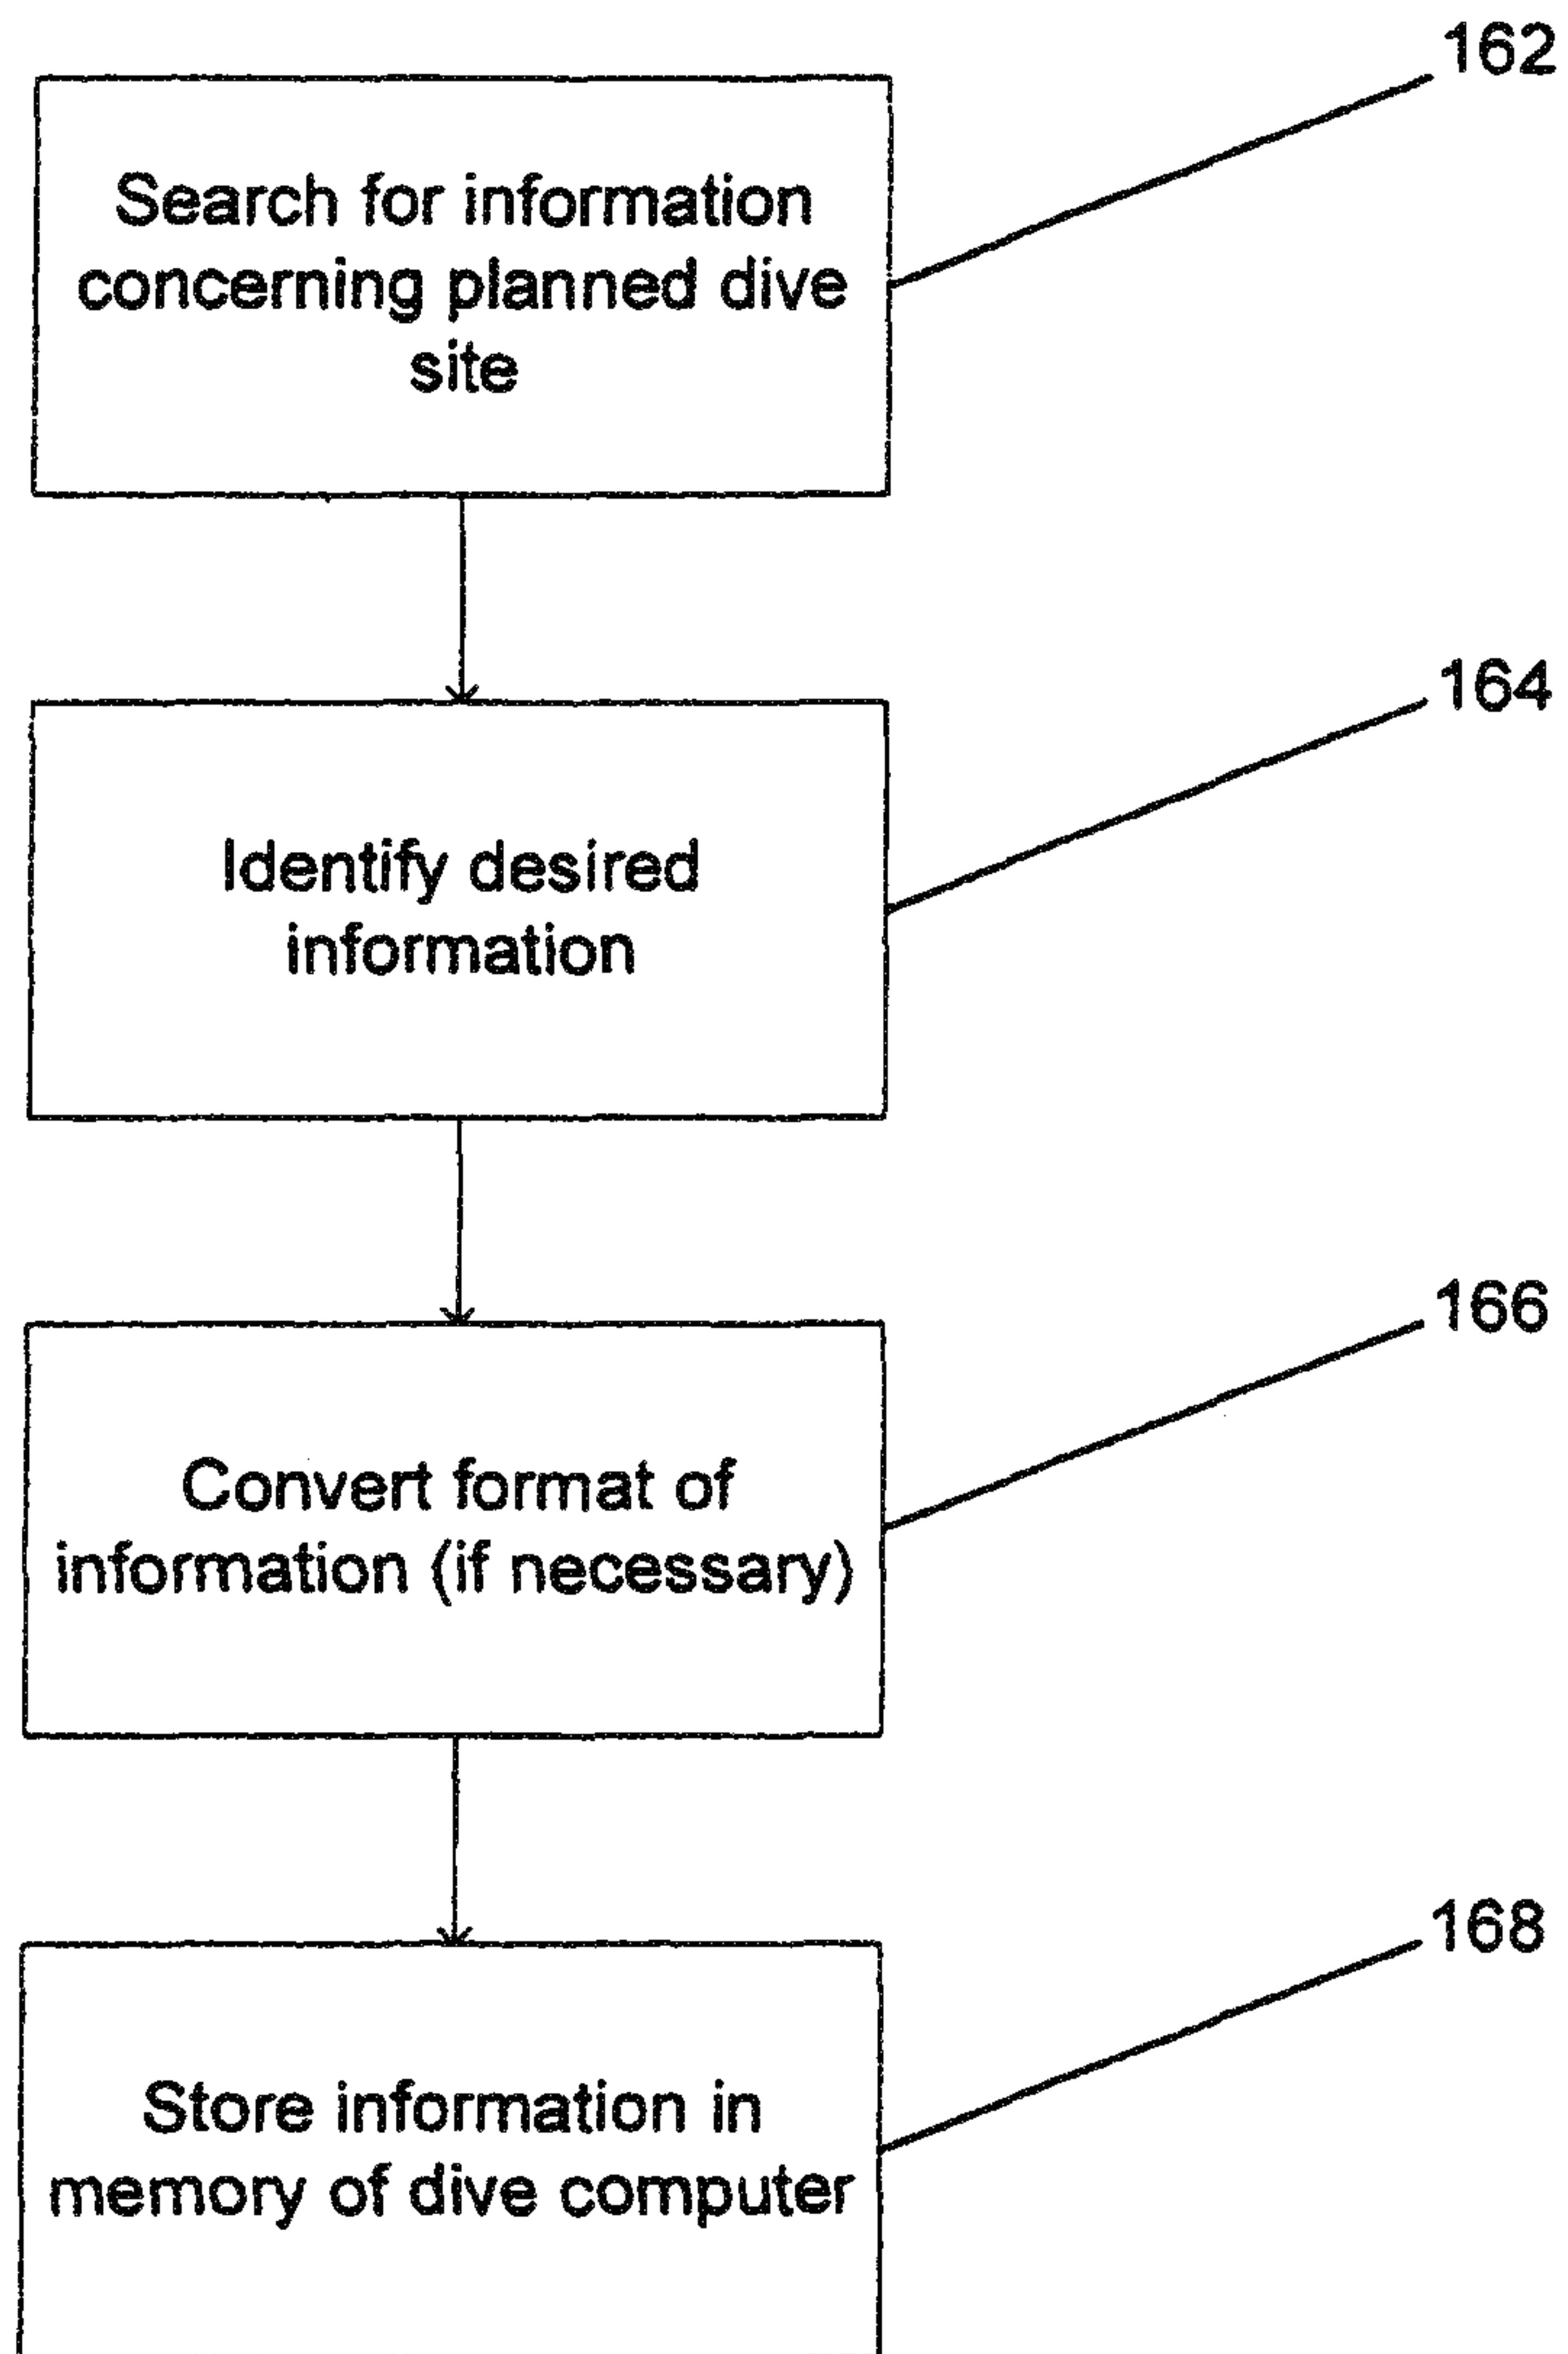 162
Search for information
concerning planned dive
site
164
Identify desired
information
166
Convert format of
information (if necessary)
168
Store information in
memory of dive computer